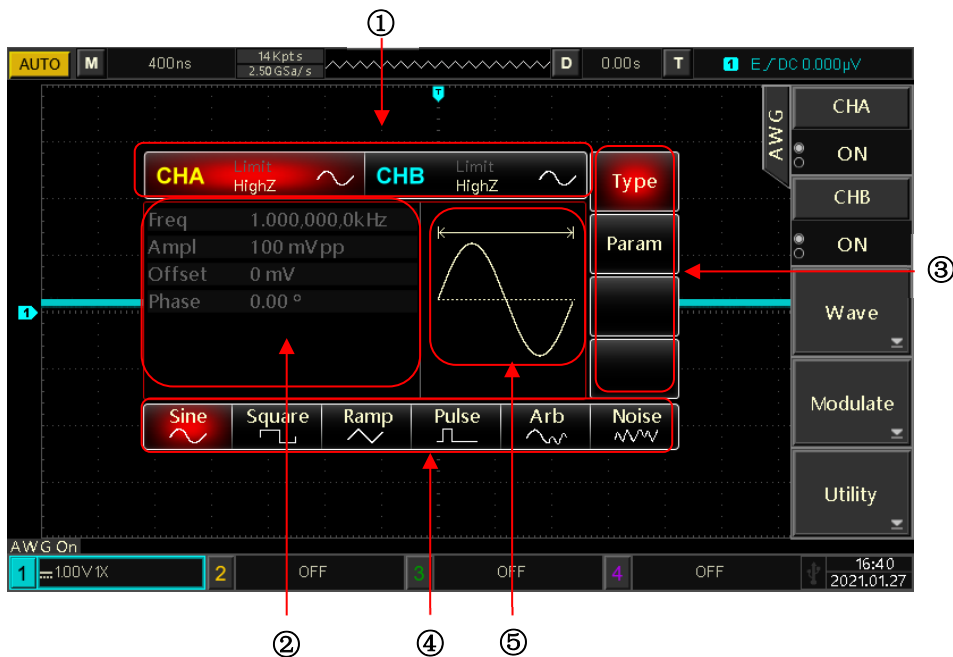 ①
AUTO M 400ns 14Kpts 2.50GSa/s D 0.00s T 1 E DC 0.000μV
T
AWG
CHA
ON
CHB
ON
Wave
Modulate
Utility
CHA Limit HighZ CHB Limit HighZ
Type
Param
Freq 1.000,000,0kHz
Ampl 100 mVpp
Offset 0 mV
Phase 0.00 °
③
1
Sine Square Ramp Pulse Arb Noise
AWG On
1 1.00V 1X 2 OFF 3 OFF 4 OFF 16:40
2021.01.27
② ④ ⑤